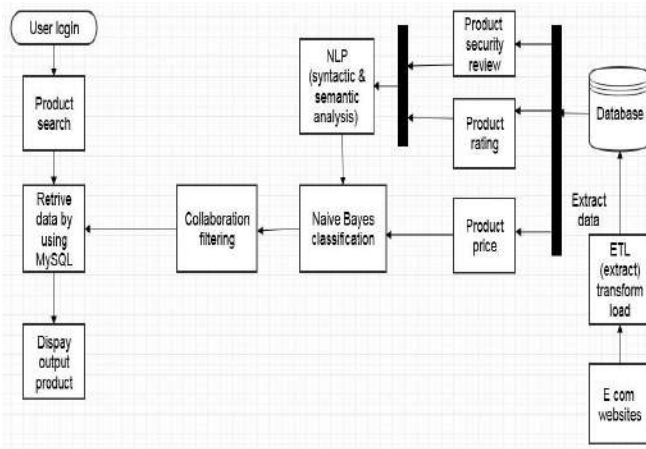 User login
Product
search
Retrive
data by
using
MySQL
Dispay
output
product
Collaboration
filtering
NLP
(syntactic &
semantic
analysis)
Naive Bayes
classification
Product
security
review
Product
rating
Product
price
Database
Extract
data
ETL
(extract)
transform
load
E com
websites